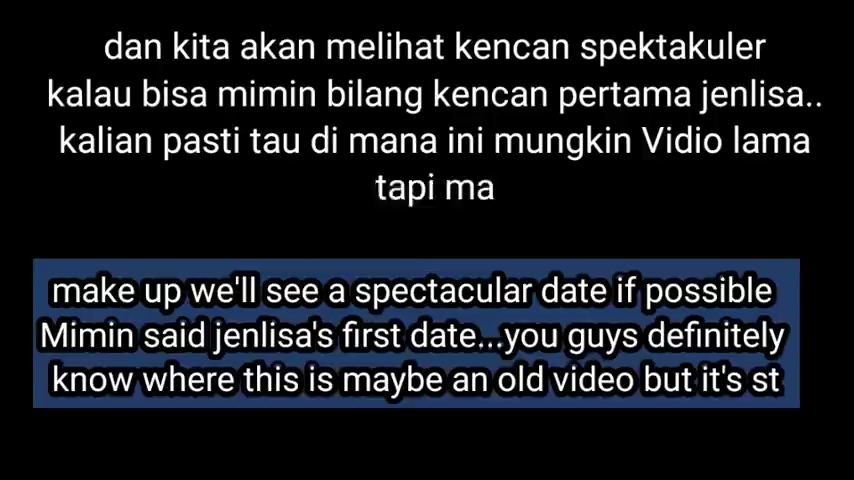 dan kita akan melihat kencan spektakuler
kalau bisa mimin bilang kencan pertama jenlisa..
kalian pasti tau di mana ini mungkin Vidio lama
tapi ma
make up we'll see a spectacular date if possible
Mimin said jenlisa's first date...you guys definitely
know where this is maybe an old video but it's st